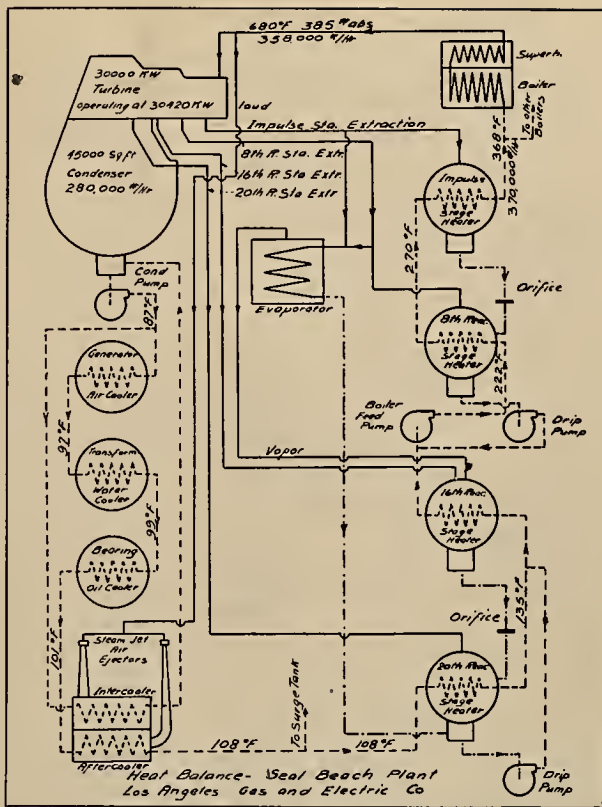 680°F 385 #abs
358,000 #/Hr
Superh.
Boiler
To other
Boilers
30000 KW
Turbine
operating at 30420 KW
load
Impulse Sta. Extraction
8th R. Sta. Extr.
16th R. Sta. Extr.
20th R. Sta Extr
45000 Sq ft
Condenser
280,000 #/Hr
368°F
370,000 #/Hr
Impulse
Stage
Heater
270°F
Orifice
Cond
Pump
87°F
Evaporator
8th Reac.
Stage
Heater
222°F
Generator
Air Cooler
92°F
Boiler
Feed
Pump
Drip
Pump
Transform
Water
Cooler
99°F
Vapor
16th Reac.
Stage
Heater
Bearing
Oil Cooler
135°F
Orifice
101°F
Steam Jet
Air
Ejectors
Intercooler
Aftercooler
20th Reac
Stage
Heater
To Surge Tank
108°F
108°F
Drip
Pump
Heat Balance- Seal Beach Plant
Los Angeles Gas and Electric Co